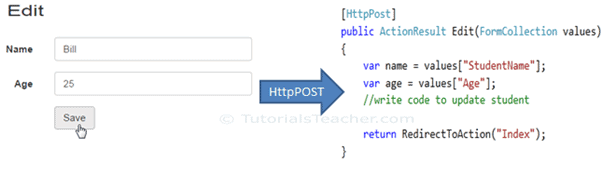 Edit
Name
Bill
Age
25
Save
HttpPOST
[HttpPost]
public ActionResult Edit(FormCollection values)
{
var name = values["StudentName"];
var age = values["Age"];
//write code to update student
return RedirectToAction("Index");
}
© TutorialsTeacher.com